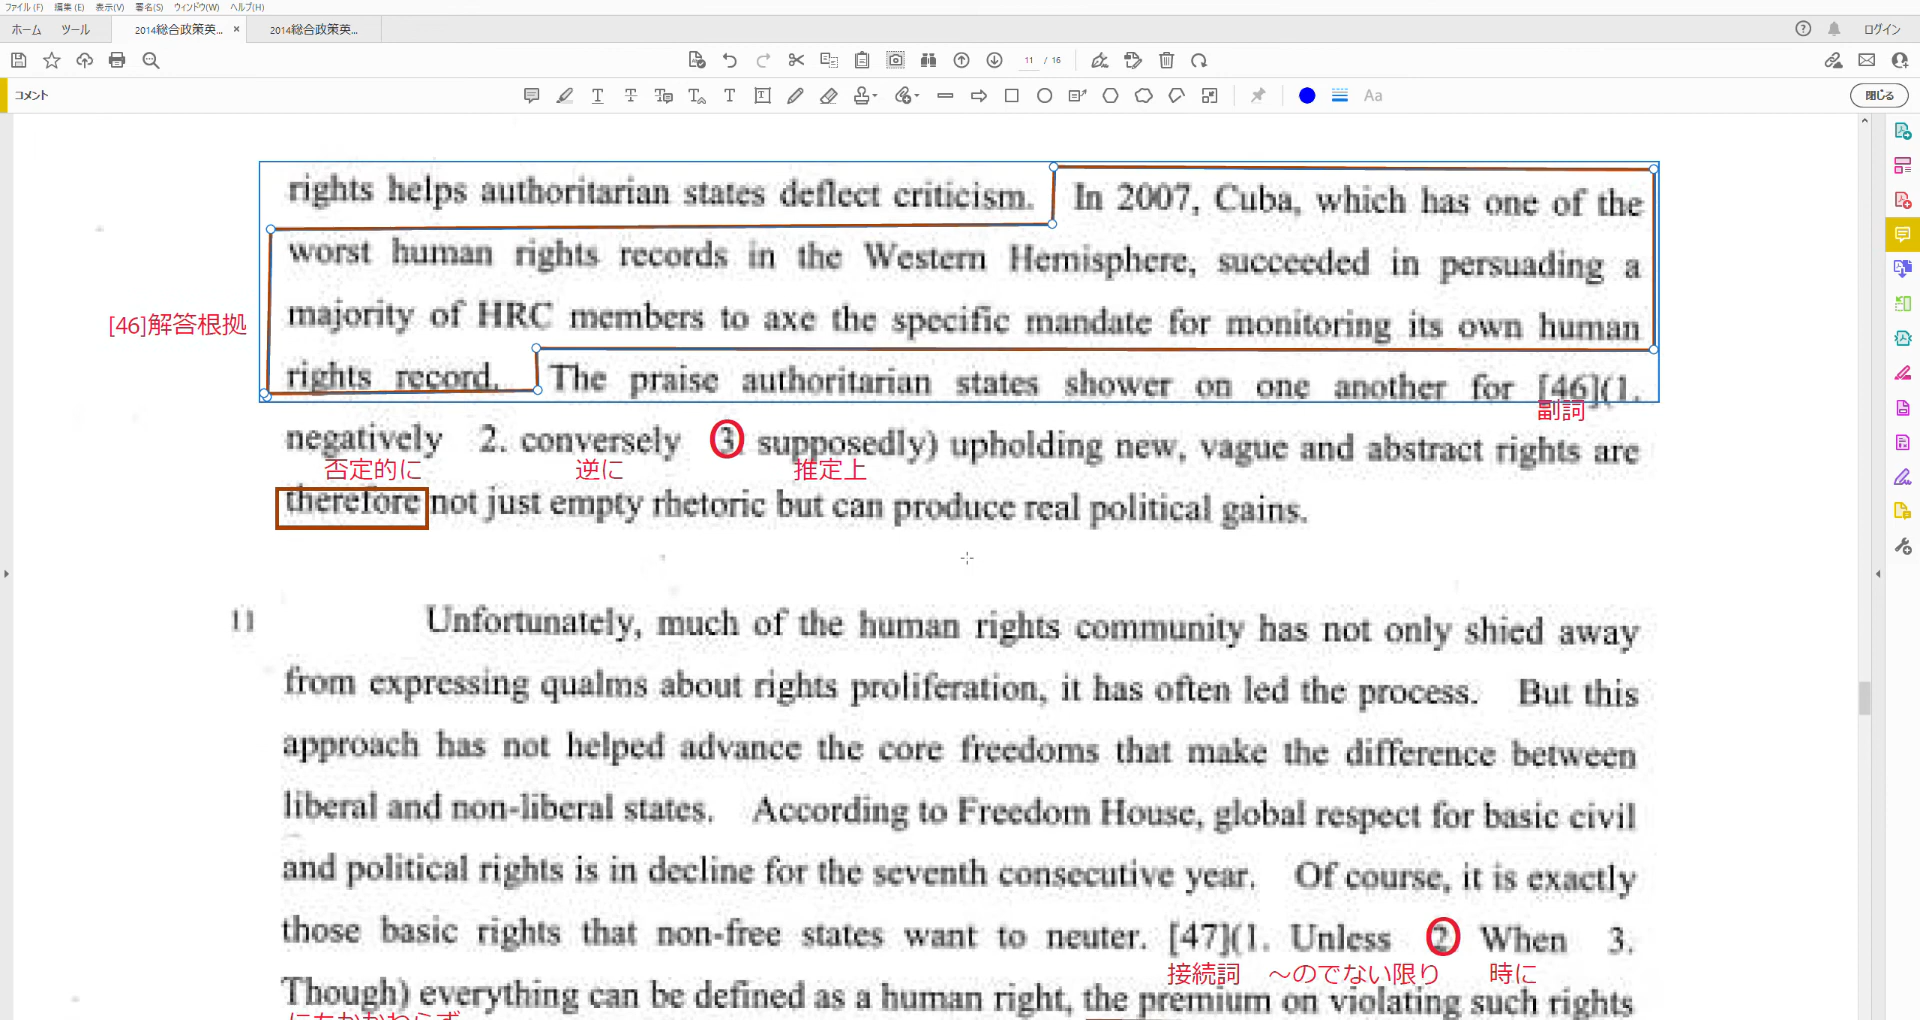 ファイル(F) 編集(E) 表示(V) 署名(S) ウィンドウ(W) ヘルプ(H)
ホーム ツール 2014総合政策英... × 2014総合政策英... ログイン
11 / 16
コメント Aa 閉じる
rights helps authoritarian states deflect criticism. In 2007, Cuba, which has one of the
worst human rights records in the Western Hemisphere, succeeded in persuading a
[46]解答根拠
majority of HRC members to axe the specific mandate for monitoring its own human
rights record. The praise authoritarian states shower on one another for [46](1.
副詞
negatively 2. conversely 3 supposedly) upholding new, vague and abstract rights are
否定的に 逆に 推定上
therefore not just empty rhetoric but can produce real political gains.
11 Unfortunately, much of the human rights community has not only shied away
from expressing qualms about rights proliferation, it has often led the process. But this
approach has not helped advance the core freedoms that make the difference between
liberal and non-liberal states. According to Freedom House, global respect for basic civil
and political rights is in decline for the seventh consecutive year. Of course, it is exactly
those basic rights that non-free states want to neuter. [47](1. Unless 2 When 3.
接続詞 ～のでない限り 時に
Though) everything can be defined as a human right, the premium on violating such rights
にもかかわらず